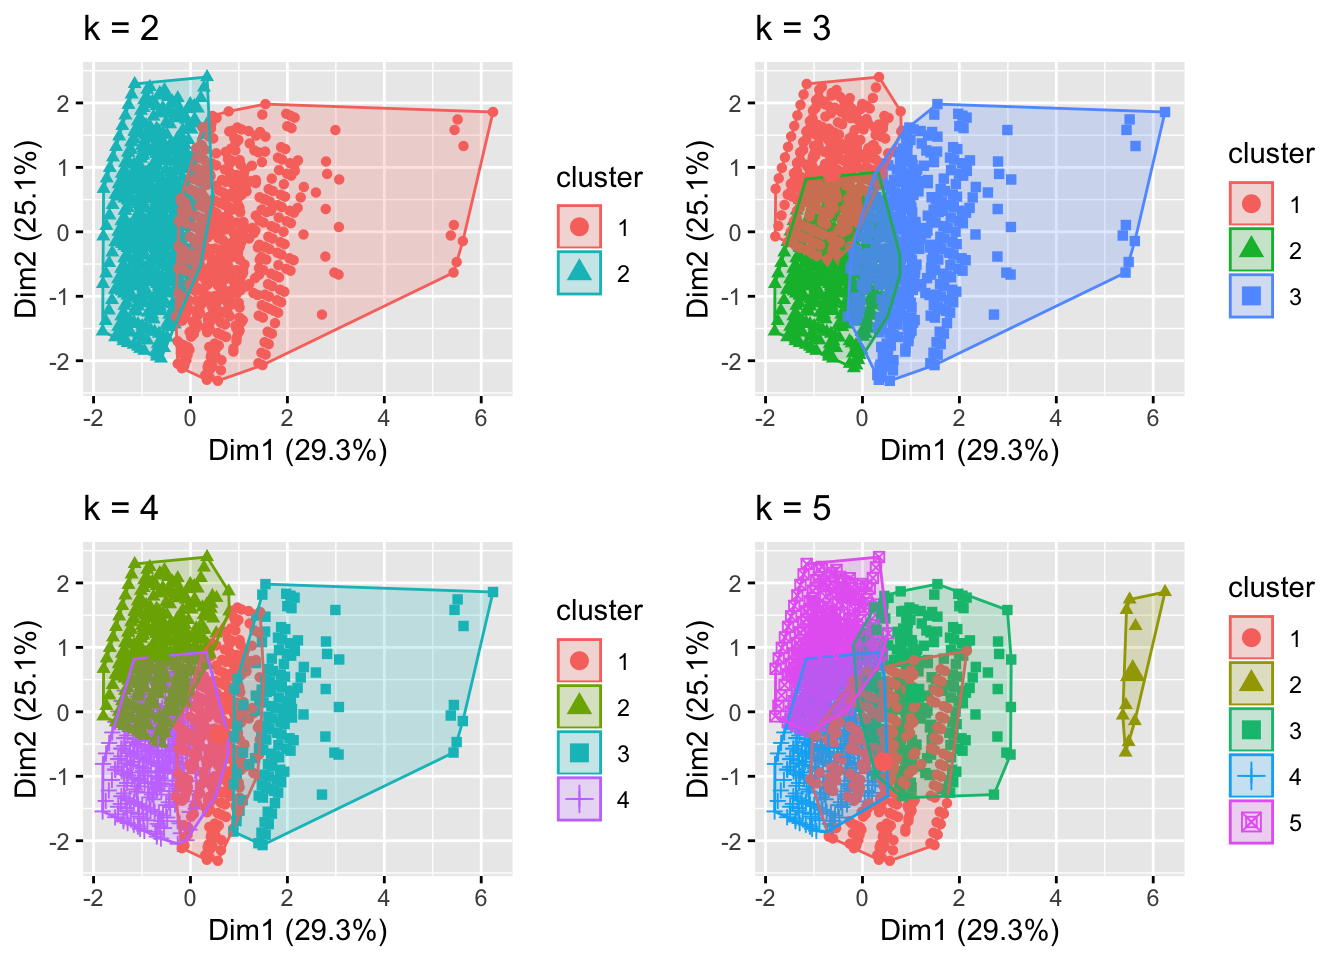 k = 2
2
1
0
-1
-2
Dim2 (25.1%)
-2 0 2 4 6
Dim1 (29.3%)
cluster
1
2
k = 3
2
1
0
-1
-2
Dim2 (25.1%)
-2 0 2 4 6
Dim1 (29.3%)
cluster
1
2
3
k = 4
2
1
0
-1
-2
Dim2 (25.1%)
-2 0 2 4 6
Dim1 (29.3%)
cluster
1
2
3
4
k = 5
2
1
0
-1
-2
Dim2 (25.1%)
-2 0 2 4 6
Dim1 (29.3%)
cluster
1
2
3
4
5